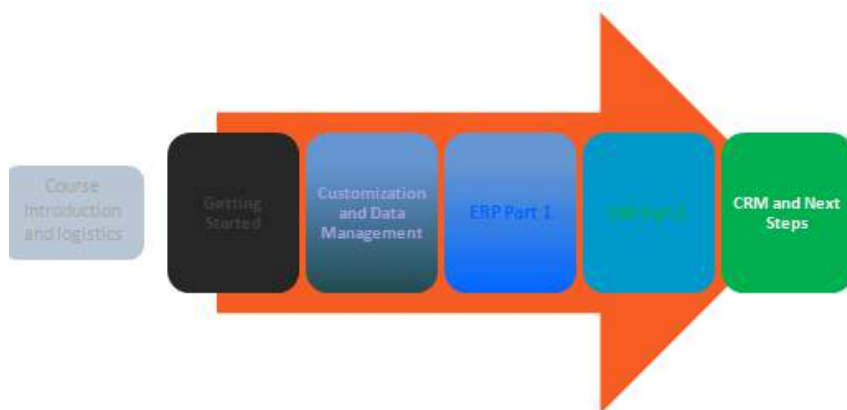 Course
Introduction
and logistics
Getting
Started
Customization
and Data
Management
ERP Part 1
CRM and Next
Steps